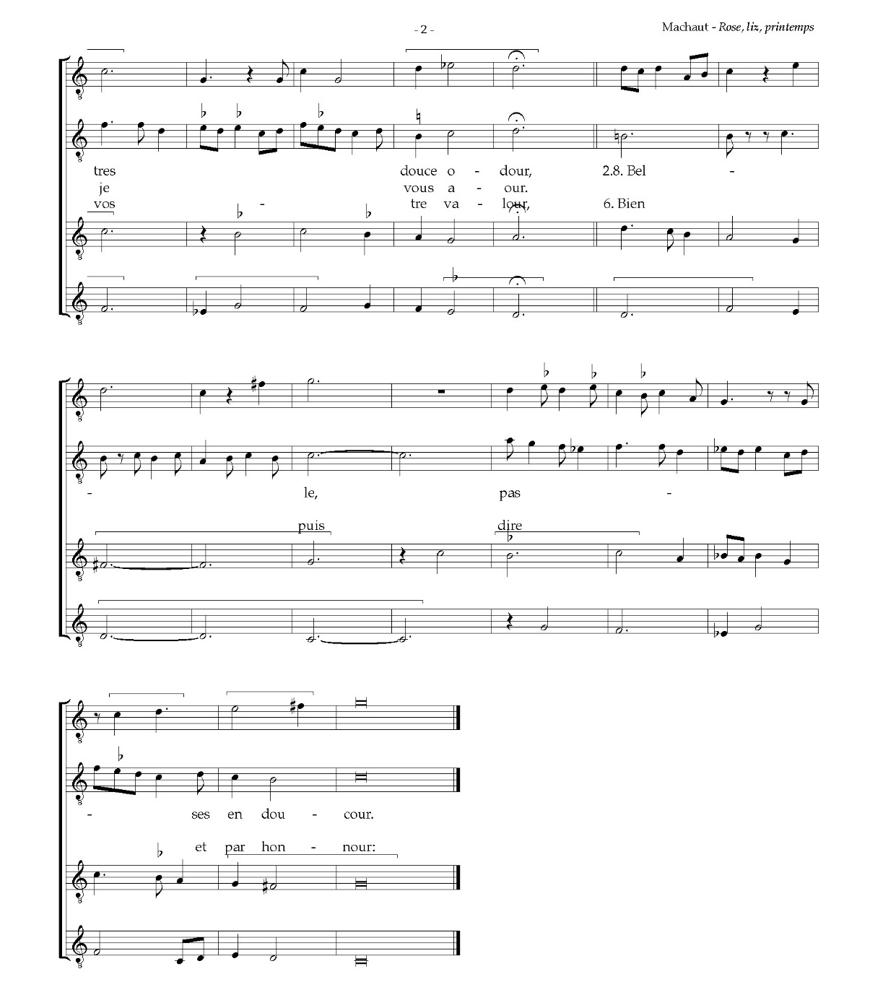 - 2 -
Machaut - Rose, liz, printemps
tres douce o - dour, 2.8. Bel -
je vous a - our.
vos - tre va - lour, 6. Bien
- le, pas -
puis dire
- ses en dou - cour.
et par hon - nour: